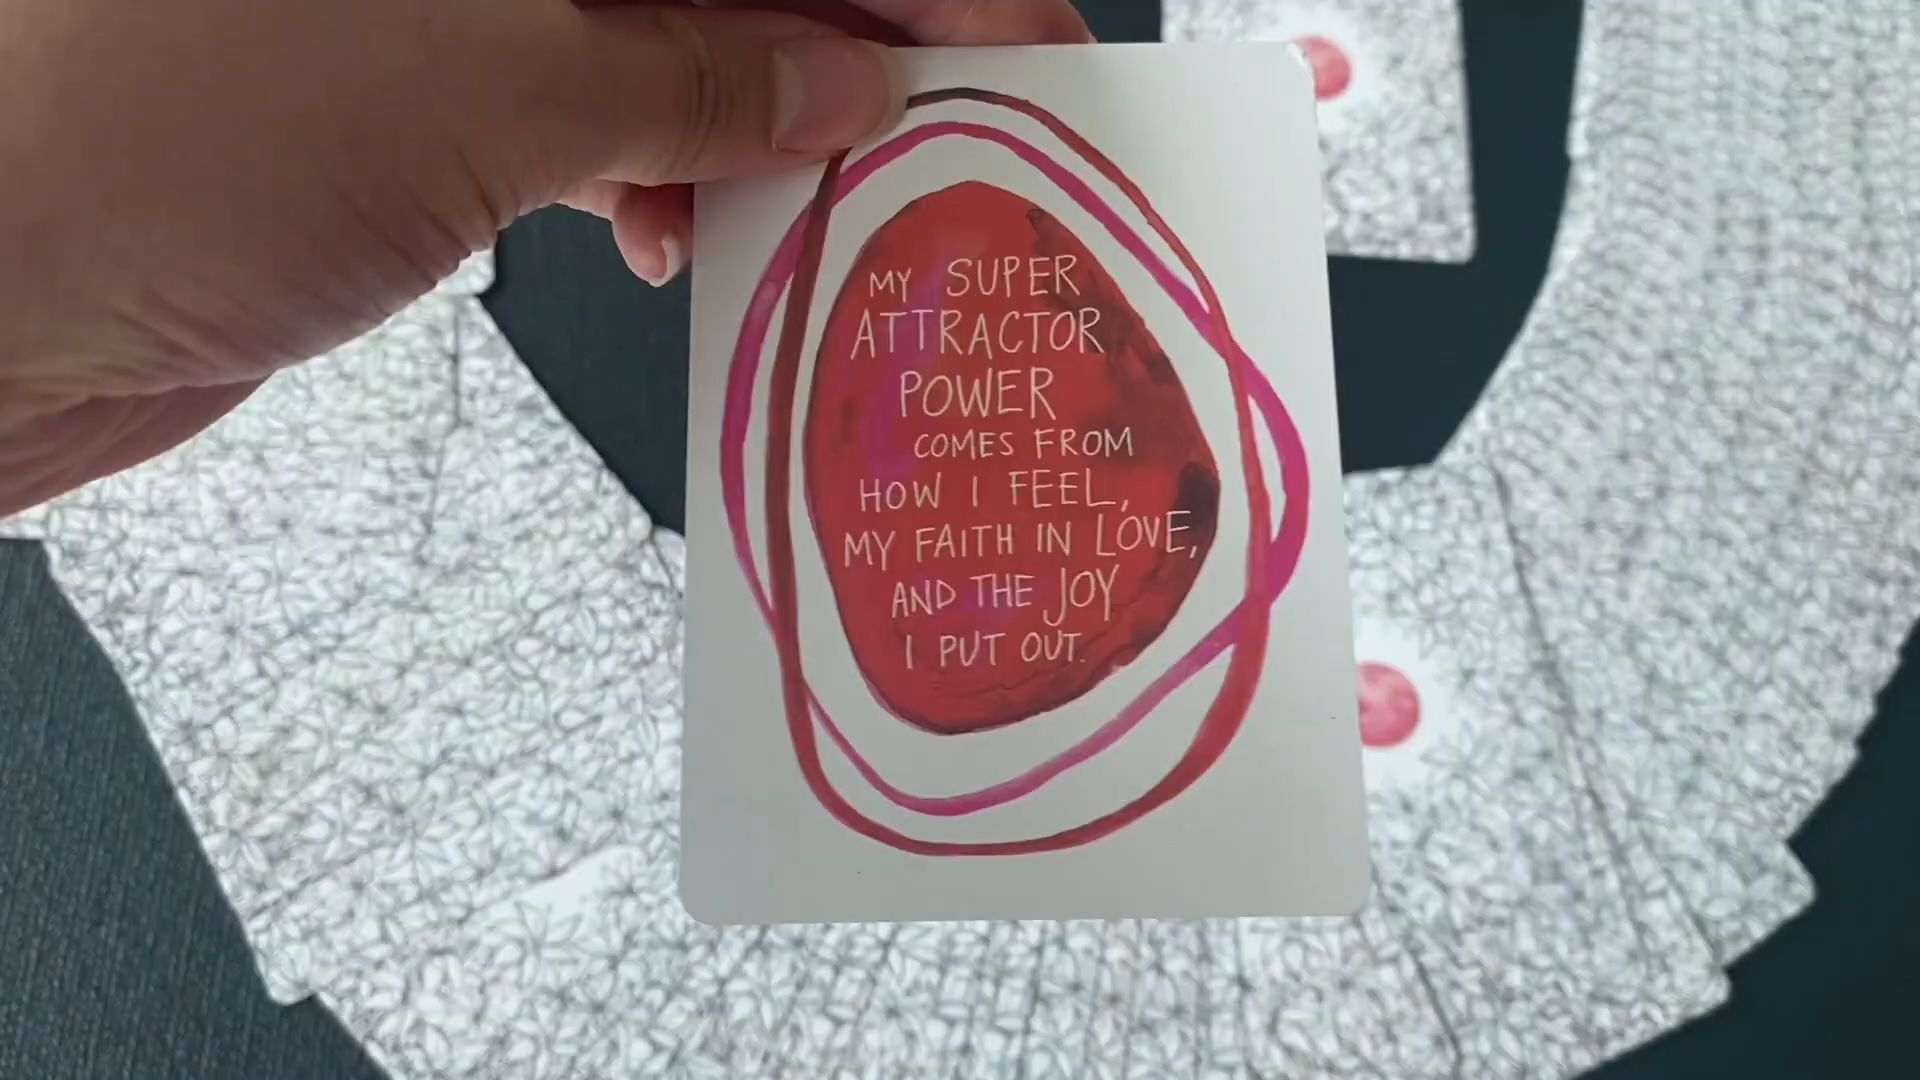 MY SUPER
ATTRACTOR
POWER
COMES FROM
HOW I FEEL,
MY FAITH IN LOVE,
AND THE JOY
I PUT OUT.